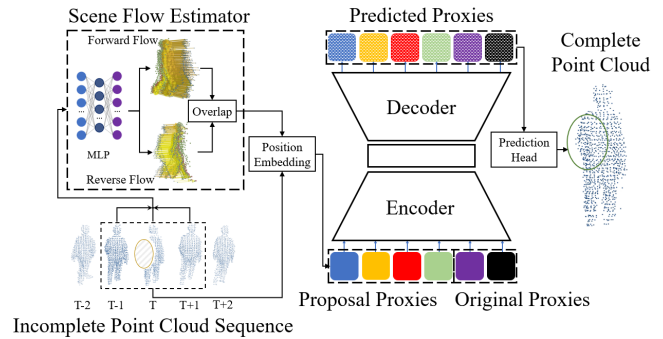 Scene Flow Estimator
Forward Flow
...
...
...
MLP
Reverse Flow
Overlap
Position
Embedding
T-2
T-1
T
T+1
T+2
Incomplete Point Cloud Sequence
Predicted Proxies
Decoder
Encoder
Proposal Proxies
Original Proxies
Prediction
Head
Complete
Point Cloud